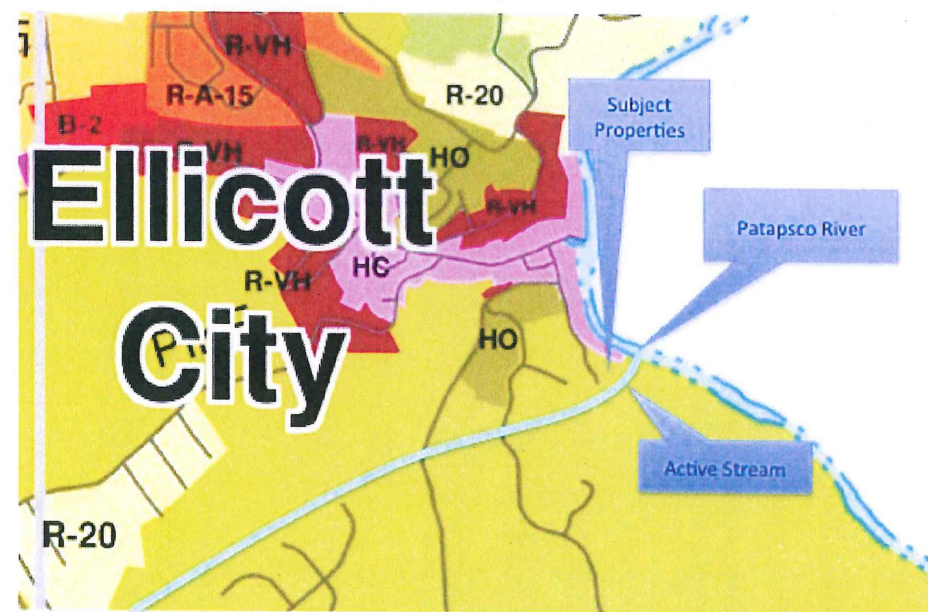 R-VH
R-A-15
R-20
Subject
Properties
B-2
R-VH
HO
Ellicott
R-VH
Patapsco River
R-VH
HC
City
HO
Active Stream
R-20